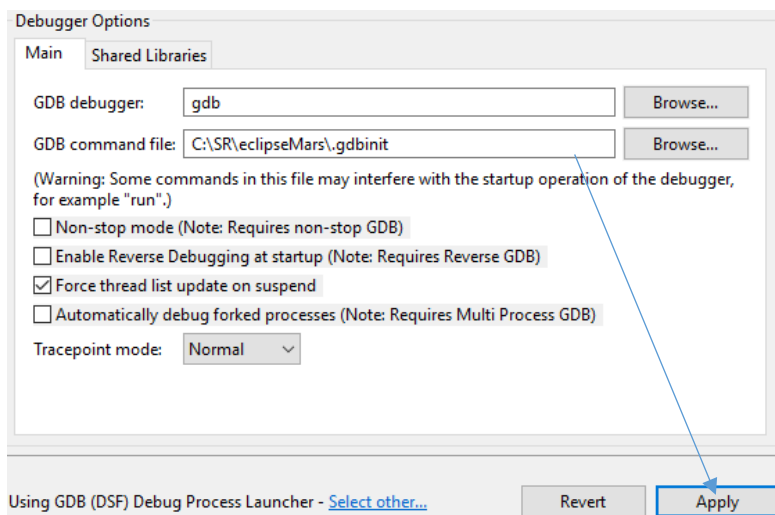 Debugger Options
Main Shared Libraries
GDB debugger: gdb Browse...
GDB command file: C:\SR\eclipseMars\.gdbinit Browse...
(Warning: Some commands in this file may interfere with the startup operation of the debugger,
for example "run".)
Non-stop mode (Note: Requires non-stop GDB)
Enable Reverse Debugging at startup (Note: Requires Reverse GDB)
Force thread list update on suspend
Automatically debug forked processes (Note: Requires Multi Process GDB)
Tracepoint mode: Normal
Using GDB (DSF) Debug Process Launcher - Select other... Revert Apply